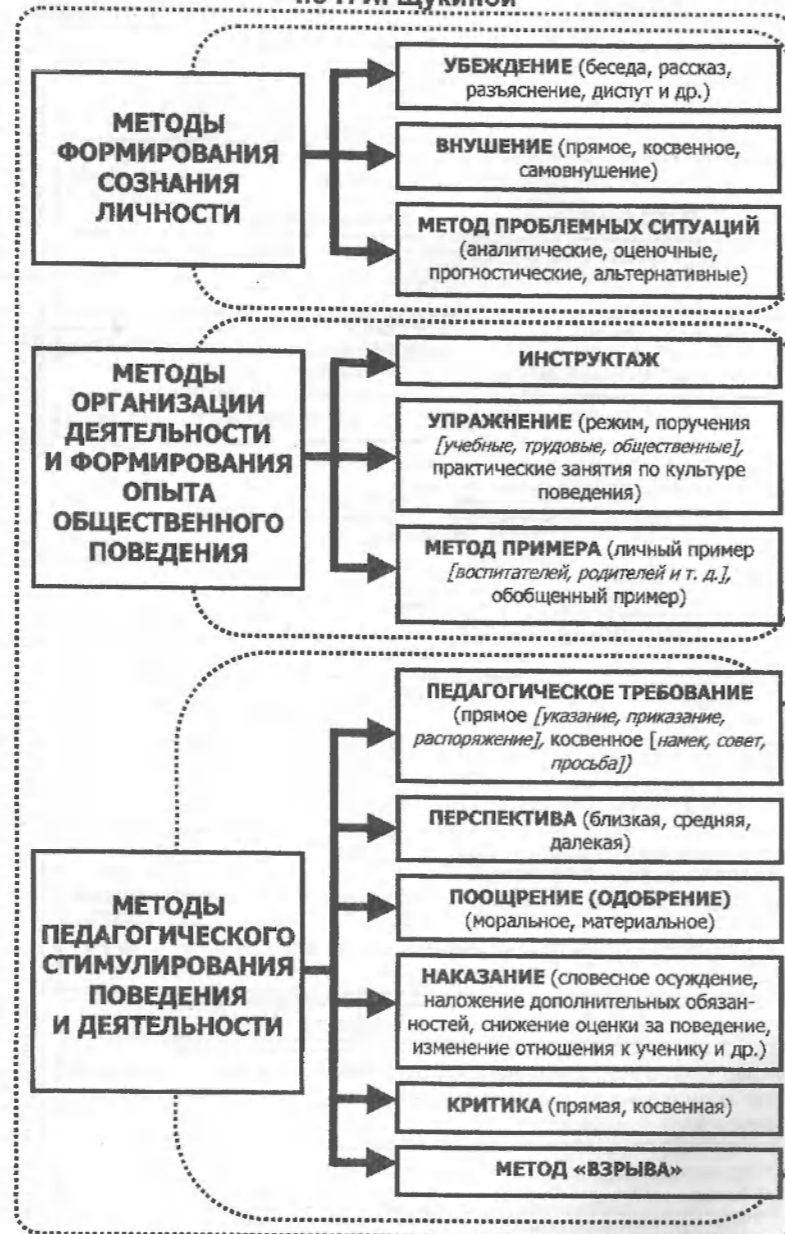 Щукиной
МЕТОДЫ
ФОРМИРОВАНИЯ
СОЗНАНИЯ
ЛИЧНОСТИ
УБЕЖДЕНИЕ (беседа, рассказ,
разъяснение, диспут и др.)
ВНУШЕНИЕ (прямое, косвенное,
самовнушение)
МЕТОД ПРОБЛЕМНЫХ СИТУАЦИЙ
(аналитические, оценочные,
прогностические, альтернативные)
МЕТОДЫ
ОРГАНИЗАЦИИ
ДЕЯТЕЛЬНОСТИ
И ФОРМИРОВАНИЯ
ОПЫТА
ОБЩЕСТВЕННОГО
ПОВЕДЕНИЯ
ИНСТРУКТАЖ
УПРАЖНЕНИЕ (режим, поручения
[учебные, трудовые, общественные],
практические занятия по культуре
поведения)
МЕТОД ПРИМЕРА (личный пример
[воспитателей, родителей и т. д.],
обобщенный пример)
МЕТОДЫ
ПЕДАГОГИЧЕСКОГО
СТИМУЛИРОВАНИЯ
ПОВЕДЕНИЯ
И ДЕЯТЕЛЬНОСТИ
ПЕДАГОГИЧЕСКОЕ ТРЕБОВАНИЕ
(прямое [указание, приказание,
распоряжение], косвенное [намек, совет,
просьба])
ПЕРСПЕКТИВА (близкая, средняя,
далекая)
ПООЩРЕНИЕ (ОДОБРЕНИЕ)
(моральное, материальное)
НАКАЗАНИЕ (словесное осуждение,
наложение дополнительных обязан-
ностей, снижение оценки за поведение,
изменение отношения к ученику и др.)
КРИТИКА (прямая, косвенная)
МЕТОД «ВЗРЫВА»